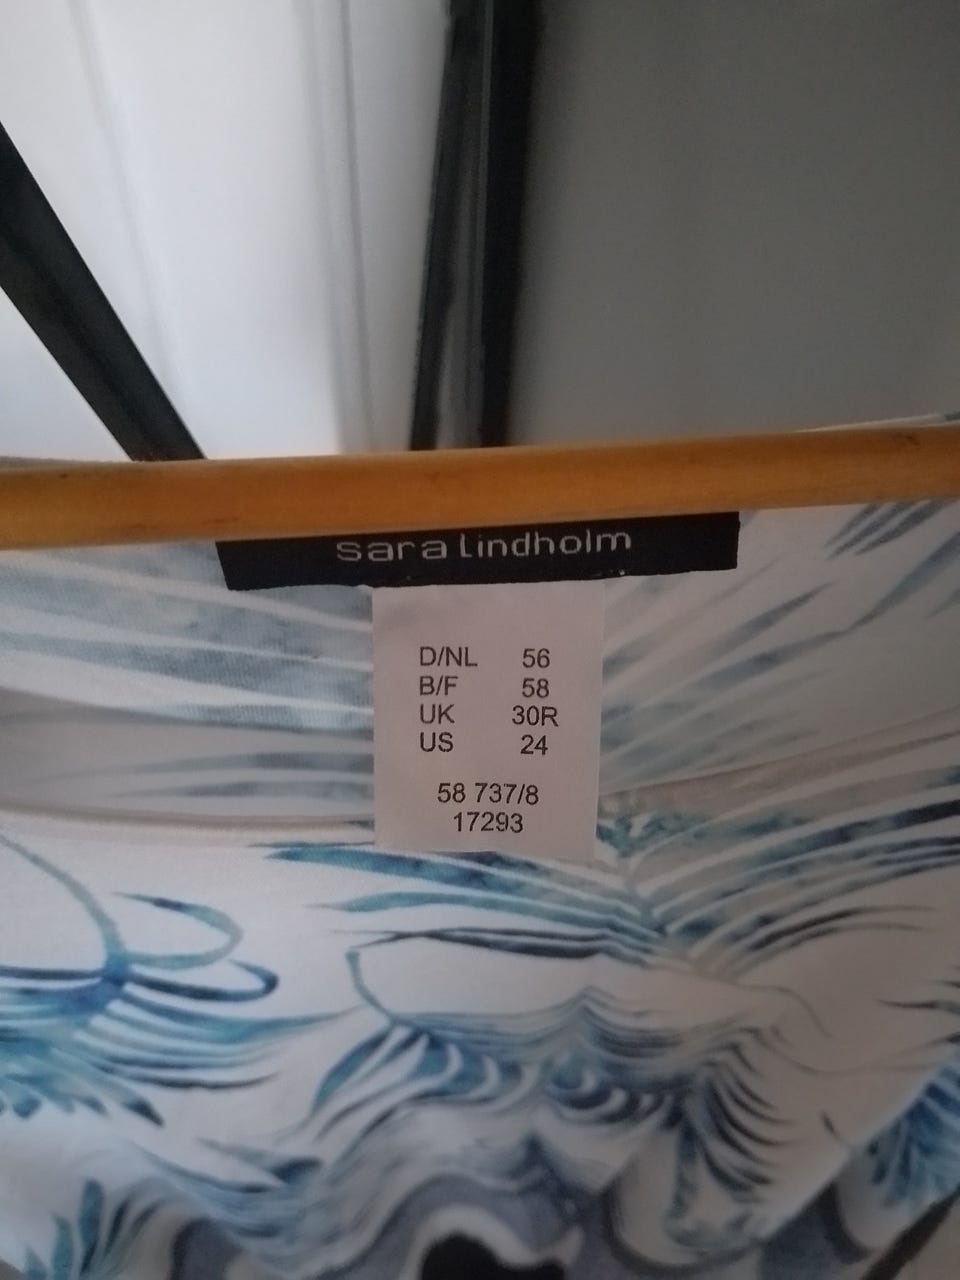 sara lindholm
D/NL 56
B/F 58
UK 30R
US 24
58 737/8
17293